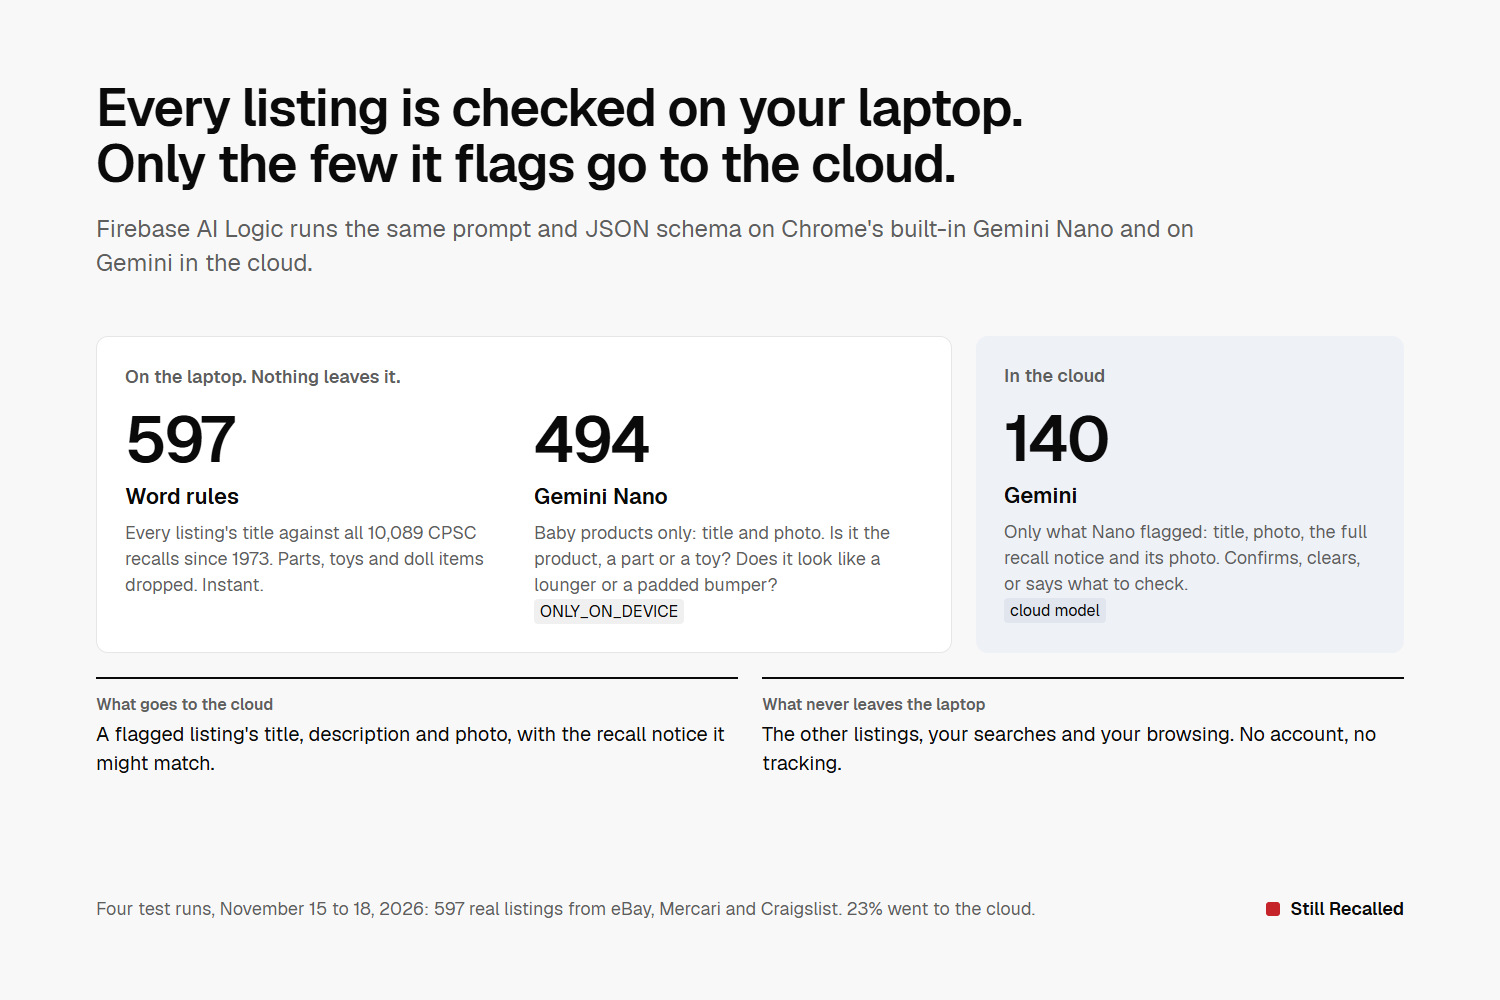 Every listing is checked on your laptop.
Only the few it flags go to the cloud.
Firebase AI Logic runs the same prompt and JSON schema on Chrome's built-in Gemini Nano and on
Gemini in the cloud.
On the laptop. Nothing leaves it.
597
Word rules
Every listing's title against all 10,089 CPSC
recalls since 1973. Parts, toys and doll items
dropped. Instant.
494
Gemini Nano
Baby products only: title and photo. Is it the
product, a part or a toy? Does it look like a
lounger or a padded bumper?
ONLY_ON_DEVICE
In the cloud
140
Gemini
Only what Nano flagged: title, photo, the full
recall notice and its photo. Confirms, clears,
or says what to check.
cloud model
What goes to the cloud
A flagged listing's title, description and photo, with the recall notice it
might match.
What never leaves the laptop
The other listings, your searches and your browsing. No account, no
tracking.
Four test runs, November 15 to 18, 2026: 597 real listings from eBay, Mercari and Craigslist. 23% went to the cloud.
Still Recalled